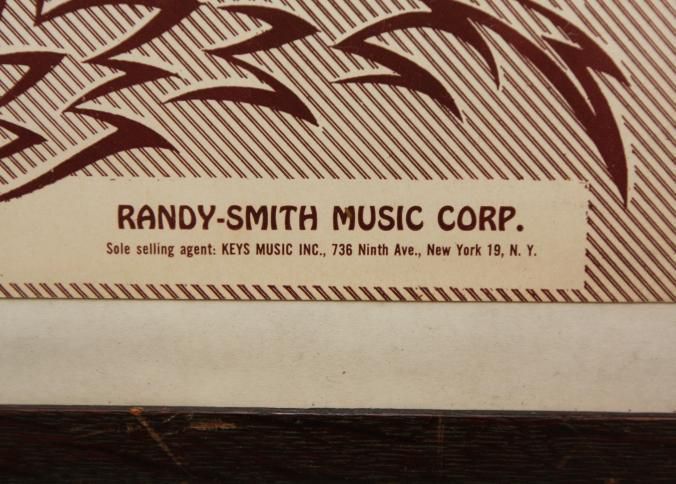 RANDY-SMITH MUSIC CORP.
Sole selling agent: KEYS MUSIC INC., 736 Ninth Ave., New York 19, N. Y.